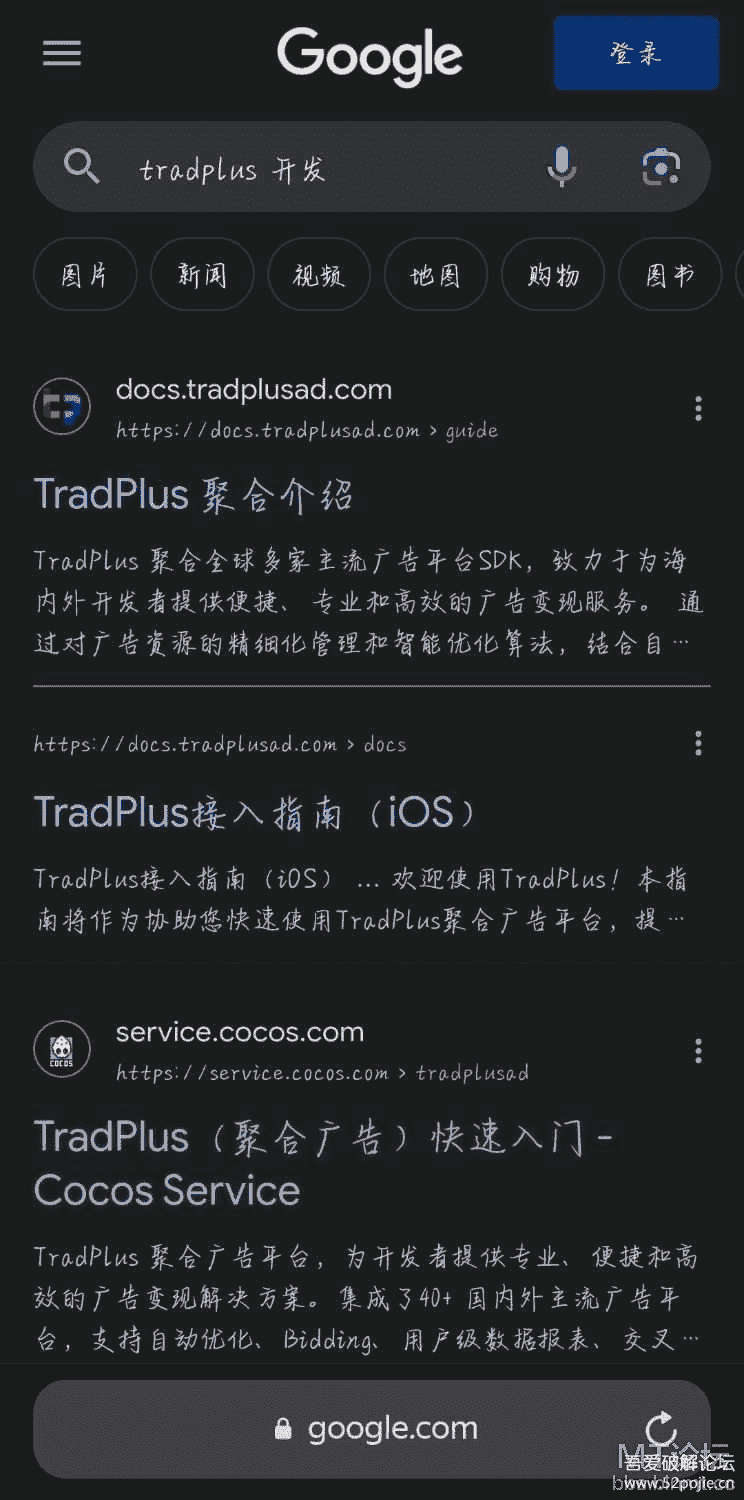 Google
登录
tradplus 开发
图片 新闻 视频 地图 购物 图书
docs.tradplusad.com
https://docs.tradplusad.com › guide
TradPlus 聚合介绍
TradPlus 聚合全球多家主流广告平台SDK，致力于为海
内外开发者提供便捷、专业和高效的广告变现服务。 通
过对广告资源的精细化管理和智能优化算法，结合自…
https://docs.tradplusad.com › docs
TradPlus接入指南（iOS）
TradPlus接入指南（iOS） ... 欢迎使用TradPlus！本指
南将作为协助您快速使用TradPlus聚合广告平台，提…
service.cocos.com
COCOS
https://service.cocos.com › tradplusad
TradPlus（聚合广告）快速入门 -
Cocos Service
TradPlus 聚合广告平台，为开发者提供专业、便捷和高
效的广告变现解决方案。集成了40+ 国内外主流广告平
台，支持自动优化、Bidding、用户级数据报表、交叉…
google.com
吾爱破解论坛
www.52pojie.cn